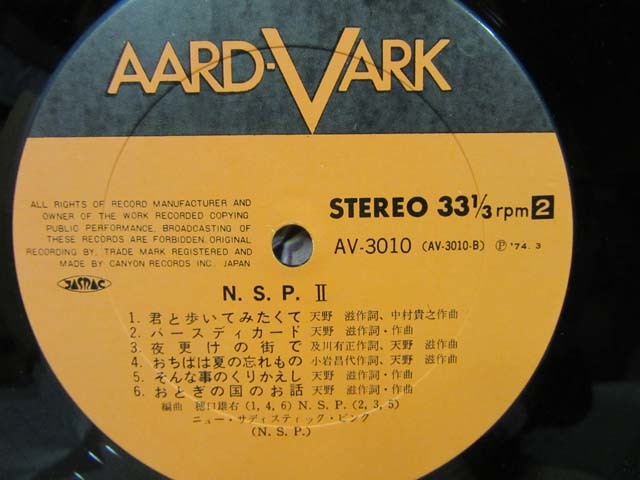 AARD-VARK
ALL RIGHTS OF RECORD MANUFACTURER AND
OWNER OF THE WORK RECORDED COPYING
PUBLIC PERFORMANCE, BROADCASTING OF
THESE RECORDS ARE FORBIDDEN. ORIGINAL
RECORDING BY, TRADE MARK REGISTERED AND
MADE BY CANYON RECORDS INC., JAPAN
JASRAC
STEREO 33 1/3 rpm 2
AV-3010 (AV-3010-B) Ⓟ '74. 3
N. S. P. Ⅱ
1. 君と歩いてみたくて 天野 滋作詞、中村貴之作曲
2. バースディカード 天野 滋作詞・作曲
3. 夜更けの街で 及川有正作詞、天野 滋作曲
4. おちばは夏の忘れもの 小岩昌代作詞、天野 滋作曲
5. そんな事のくりかえし 天野 滋作詞・作曲
6. おとぎの国のお話 天野 滋作詞・作曲
編曲 樋口雄右 (1, 4, 6) N. S. P. (2, 3, 5)
ニュー・サディスティック・ピンク
(N. S. P.)